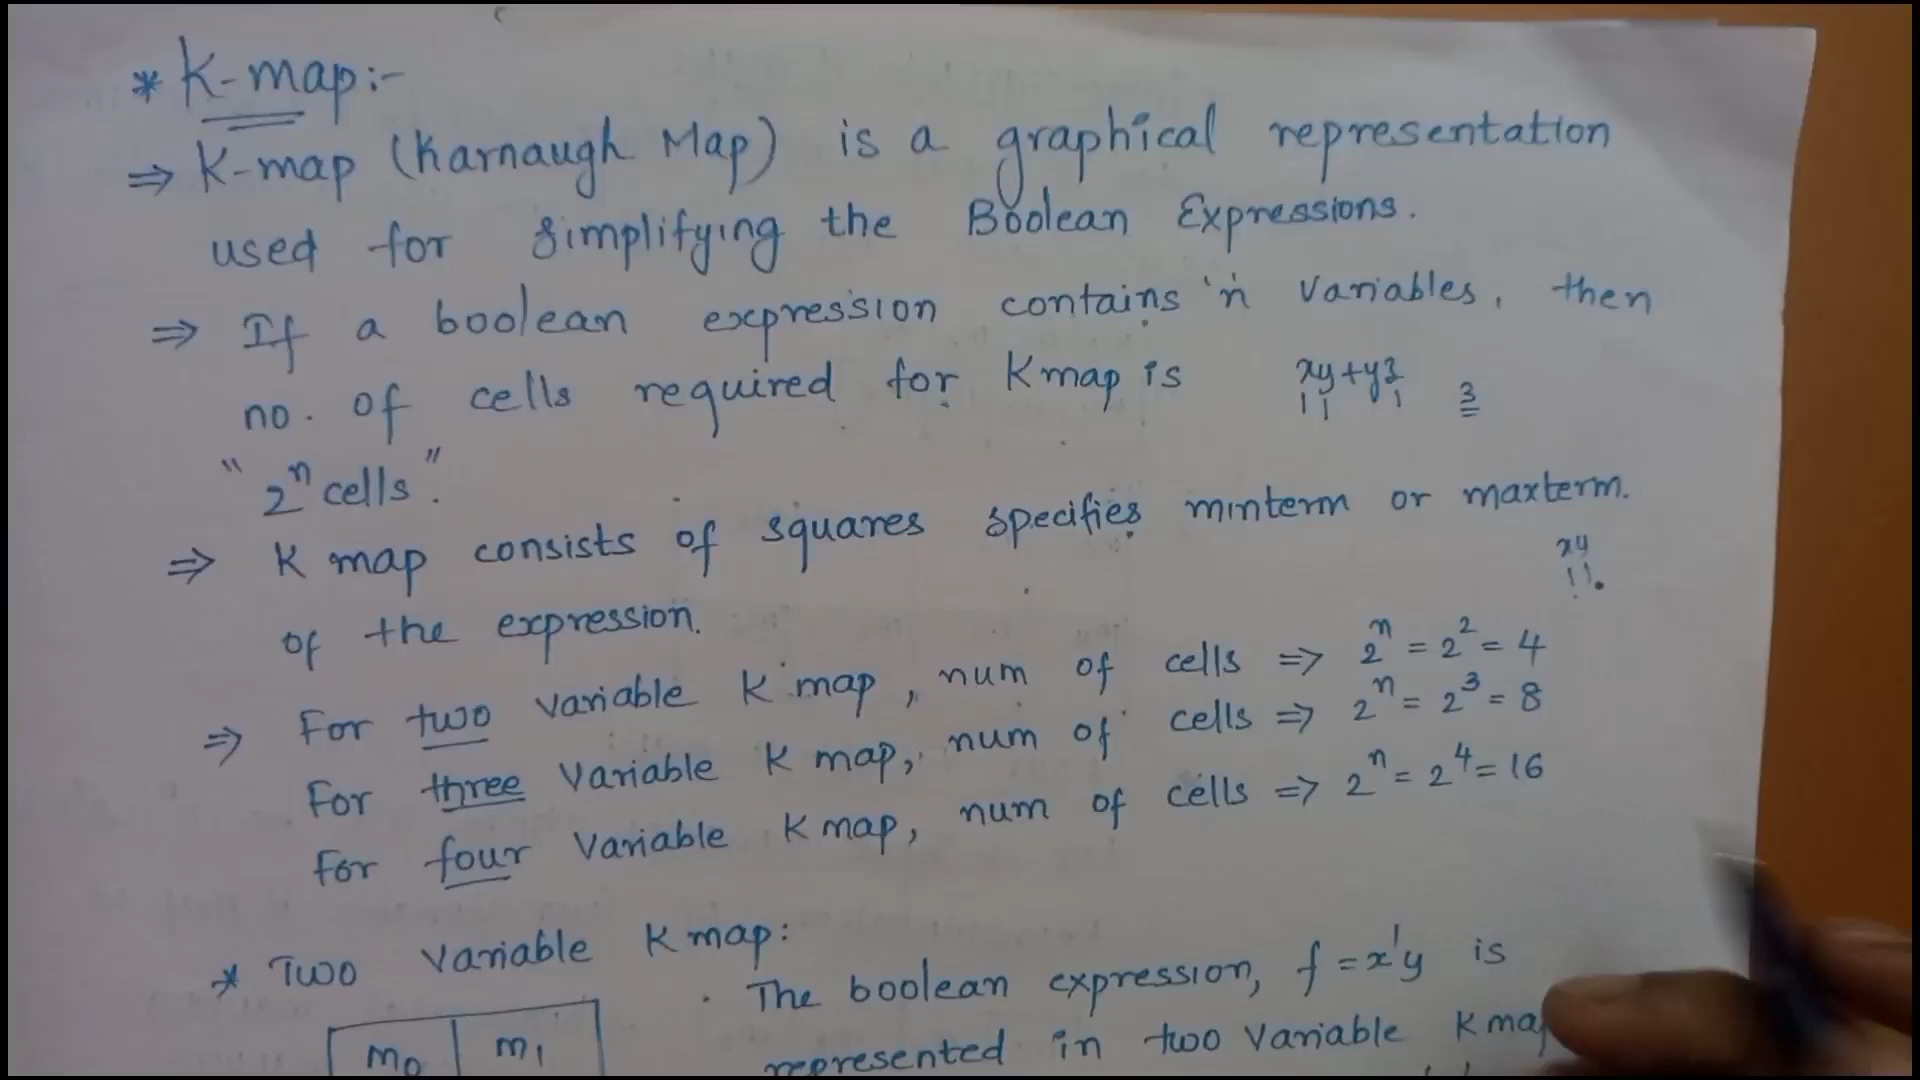 * K-map:-
⇒ K-map (Karnaugh Map) is a graphical representation
used for simplifying the Boolean Expressions.
⇒ If a boolean expression contains 'n' variables, then
no. of cells required for K map is xy+yz 3
"2ⁿ cells".
⇒ K map consists of squares specifies minterm or maxterm.
of the expression. xy
⇒ For two variable K map, num of cells ⇒ 2ⁿ = 2² = 4
For three variable K map, num of cells ⇒ 2ⁿ = 2³ = 8
For four variable K map, num of cells ⇒ 2ⁿ = 2⁴ = 16
* Two variable K map:
The boolean expression, f = x'y is
m₀ m₁
represented in two variable K map